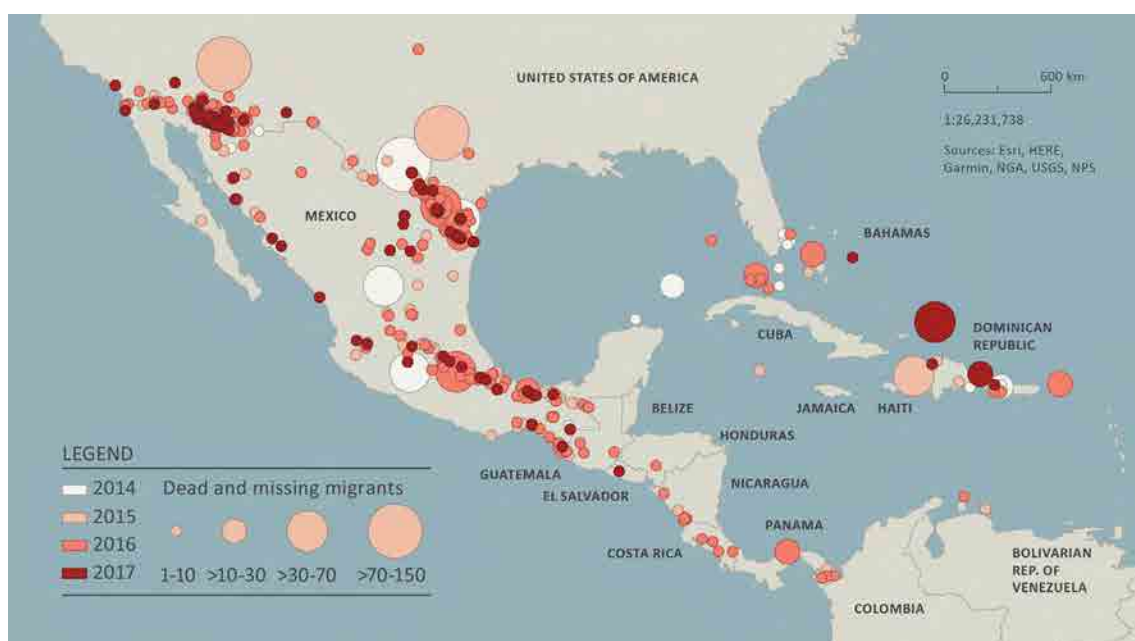 UNITED STATES OF AMERICA
0 600 km
1:26,231,738
Sources: Esri, HERE,
Garmin, NGA, USGS, NPS
MEXICO
BAHAMAS
CUBA
DOMINICAN
REPUBLIC
BELIZE
JAMAICA
HAITI
HONDURAS
GUATEMALA
EL SALVADOR
NICARAGUA
PANAMA
COSTA RICA
BOLIVARIAN
REP. OF
VENEZUELA
COLOMBIA
LEGEND
2014 Dead and missing migrants
2015
2016
2017 1-10 >10-30 >30-70 >70-150